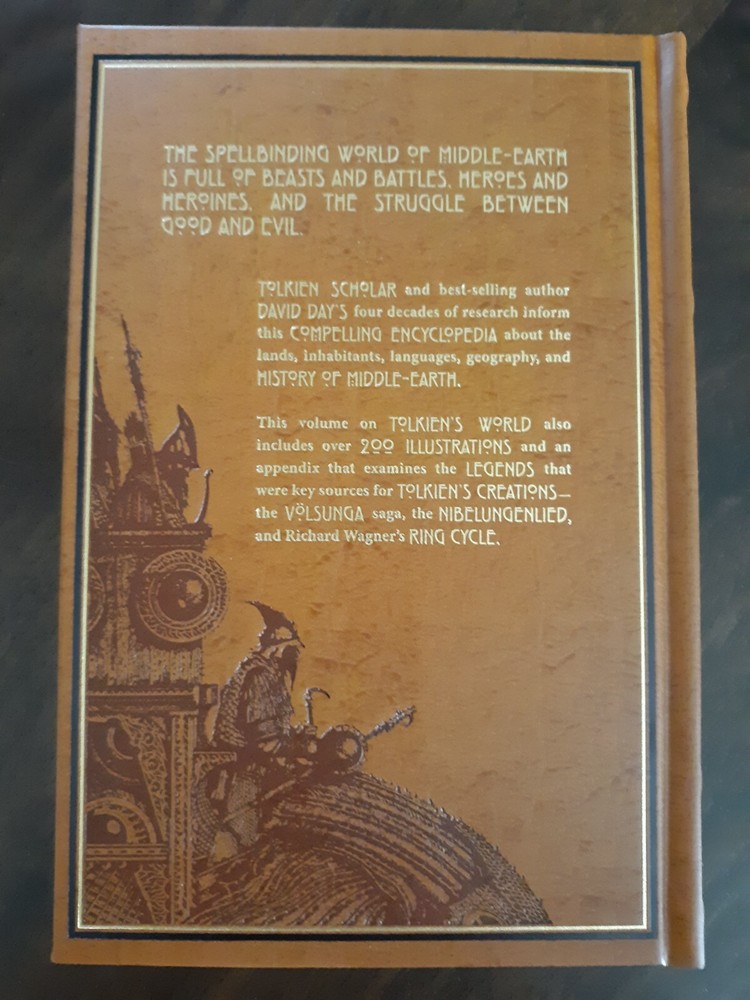 THE SPELLBINDING WORLD OF MIDDLE-EARTH
IS FULL OF BEASTS AND BATTLES, HEROES AND
HEROINES, AND THE STRUGGLE BETWEEN
GOOD AND EVIL.
TOLKIEN SCHOLAR and best-selling author
DAVID DAY'S four decades of research inform
this COMPELLING ENCYCLOPEDIA about the
lands, inhabitants, languages, geography, and
HISTORY OF MIDDLE-EARTH.
This volume on TOLKIEN'S WORLD also
includes over 200 ILLUSTRATIONS and an
appendix that examines the LEGENDS that
were key sources for TOLKIEN'S CREATIONS—
the VÖLSUNGA saga, the NIBELUNGENLIED,
and Richard Wagner's RING CYCLE.